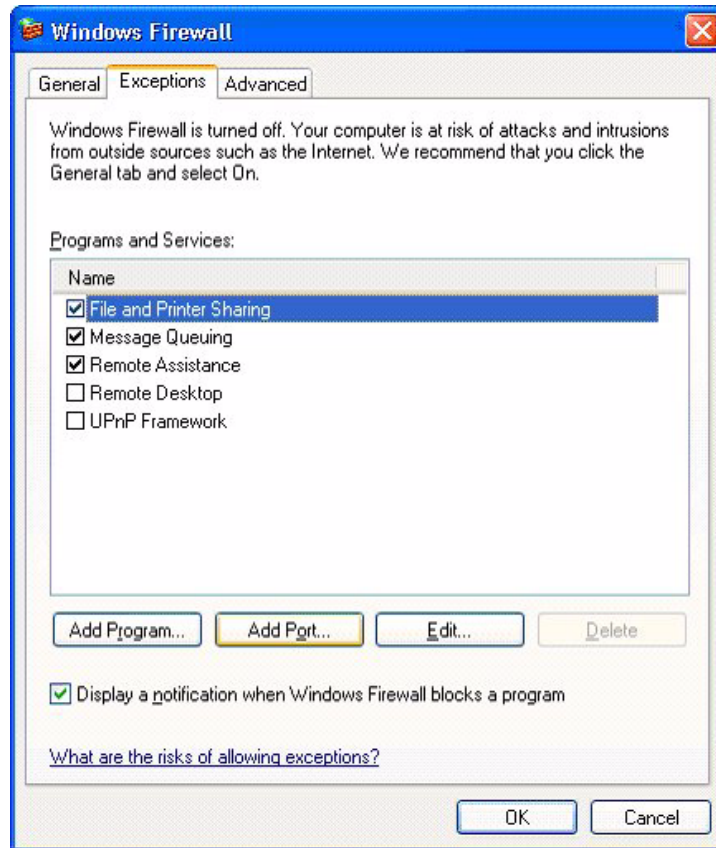 Windows Firewall
General Exceptions Advanced
Windows Firewall is turned off. Your computer is at risk of attacks and intrusions
from outside sources such as the Internet. We recommend that you click the
General tab and select On.
Programs and Services:
Name
File and Printer Sharing
Message Queuing
Remote Assistance
Remote Desktop
UPnP Framework
Add Program... Add Port... Edit... Delete
Display a notification when Windows Firewall blocks a program
What are the risks of allowing exceptions?
OK Cancel